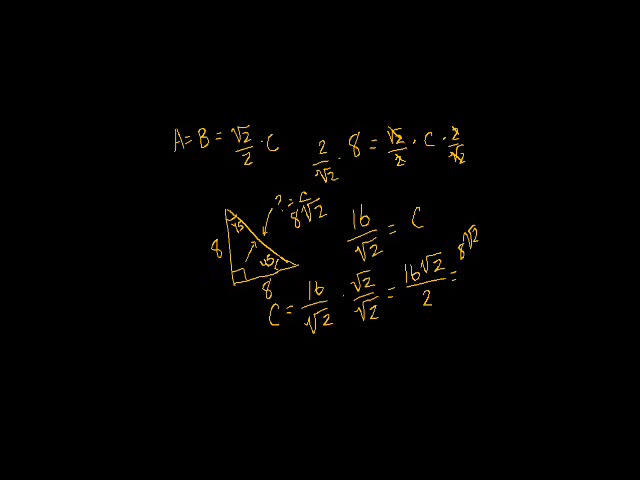 A = B = √2/2 · C
2/√2 · 8 = √2/2 · C · 2/√2
? = C
8√2
45
8
45
8
16/√2 = C
C = 16/√2 · √2/√2 = 16√2/2 = 8√2